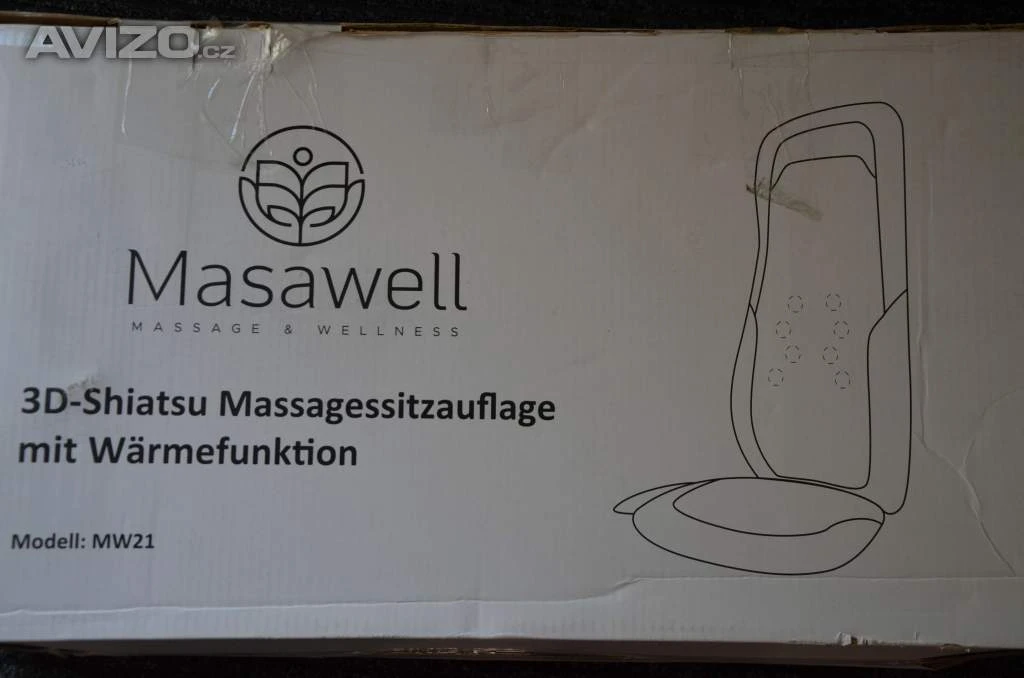 AVIZO.cz
Masawell
MASSAGE & WELLNESS
3D-Shiatsu Massagessitzauflage
mit Wärmefunktion
Modell: MW21